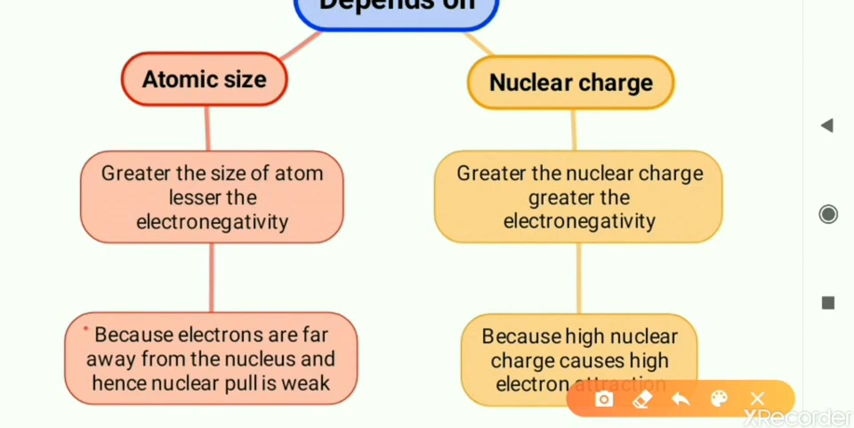 Depends on
Atomic size
Nuclear charge
Greater the size of atom
lesser the
electronegativity
Greater the nuclear charge
greater the
electronegativity
Because electrons are far
away from the nucleus and
hence nuclear pull is weak
Because high nuclear
charge causes high
electron attraction
XRecorder